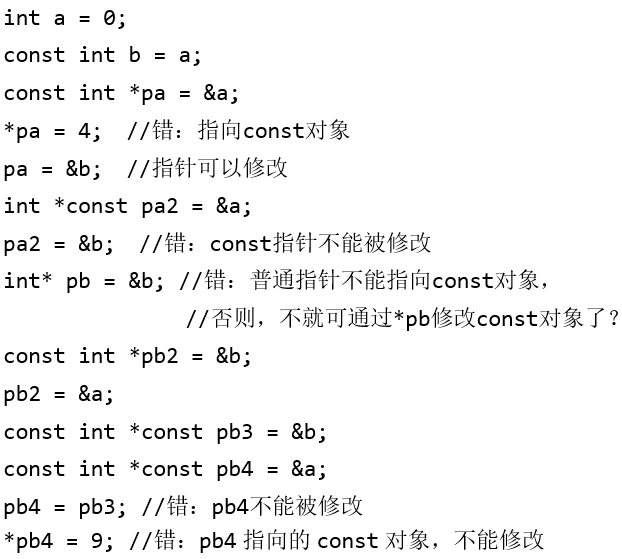 int a = 0;
const int b = a;
const int *pa = &a;
*pa = 4;  //错：指向const对象
pa = &b;  //指针可以修改
int *const pa2 = &a;
pa2 = &b;  //错：const指针不能被修改
int* pb = &b; //错：普通指针不能指向const对象，
//否则，不就可通过*pb修改const对象了？
const int *pb2 = &b;
pb2 = &a;
const int *const pb3 = &b;
const int *const pb4 = &a;
pb4 = pb3; //错：pb4不能被修改
*pb4 = 9; //错：pb4 指向的 const 对象，不能修改